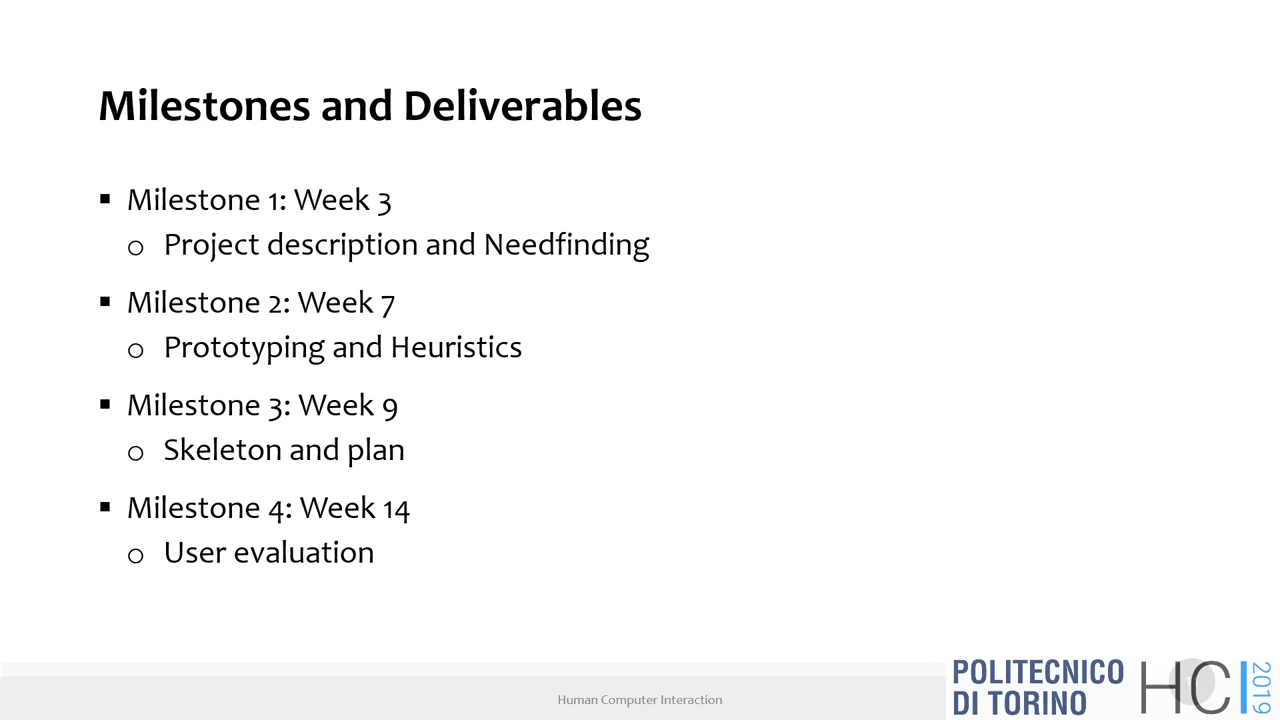 Milestones and Deliverables
▪ Milestone 1: Week 3
o Project description and Needfinding
▪ Milestone 2: Week 7
o Prototyping and Heuristics
▪ Milestone 3: Week 9
o Skeleton and plan
▪ Milestone 4: Week 14
o User evaluation
Human Computer Interaction
POLITECNICO
DI TORINO
HCI
2019